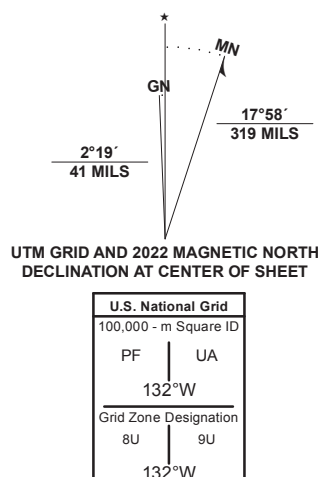 ★
MN
GN
17°58´
319 MILS
2°19´
41 MILS
UTM GRID AND 2022 MAGNETIC NORTH
DECLINATION AT CENTER OF SHEET
U.S. National Grid
100,000 - m Square ID
PF UA
132°W
Grid Zone Designation
8U 9U
132°W